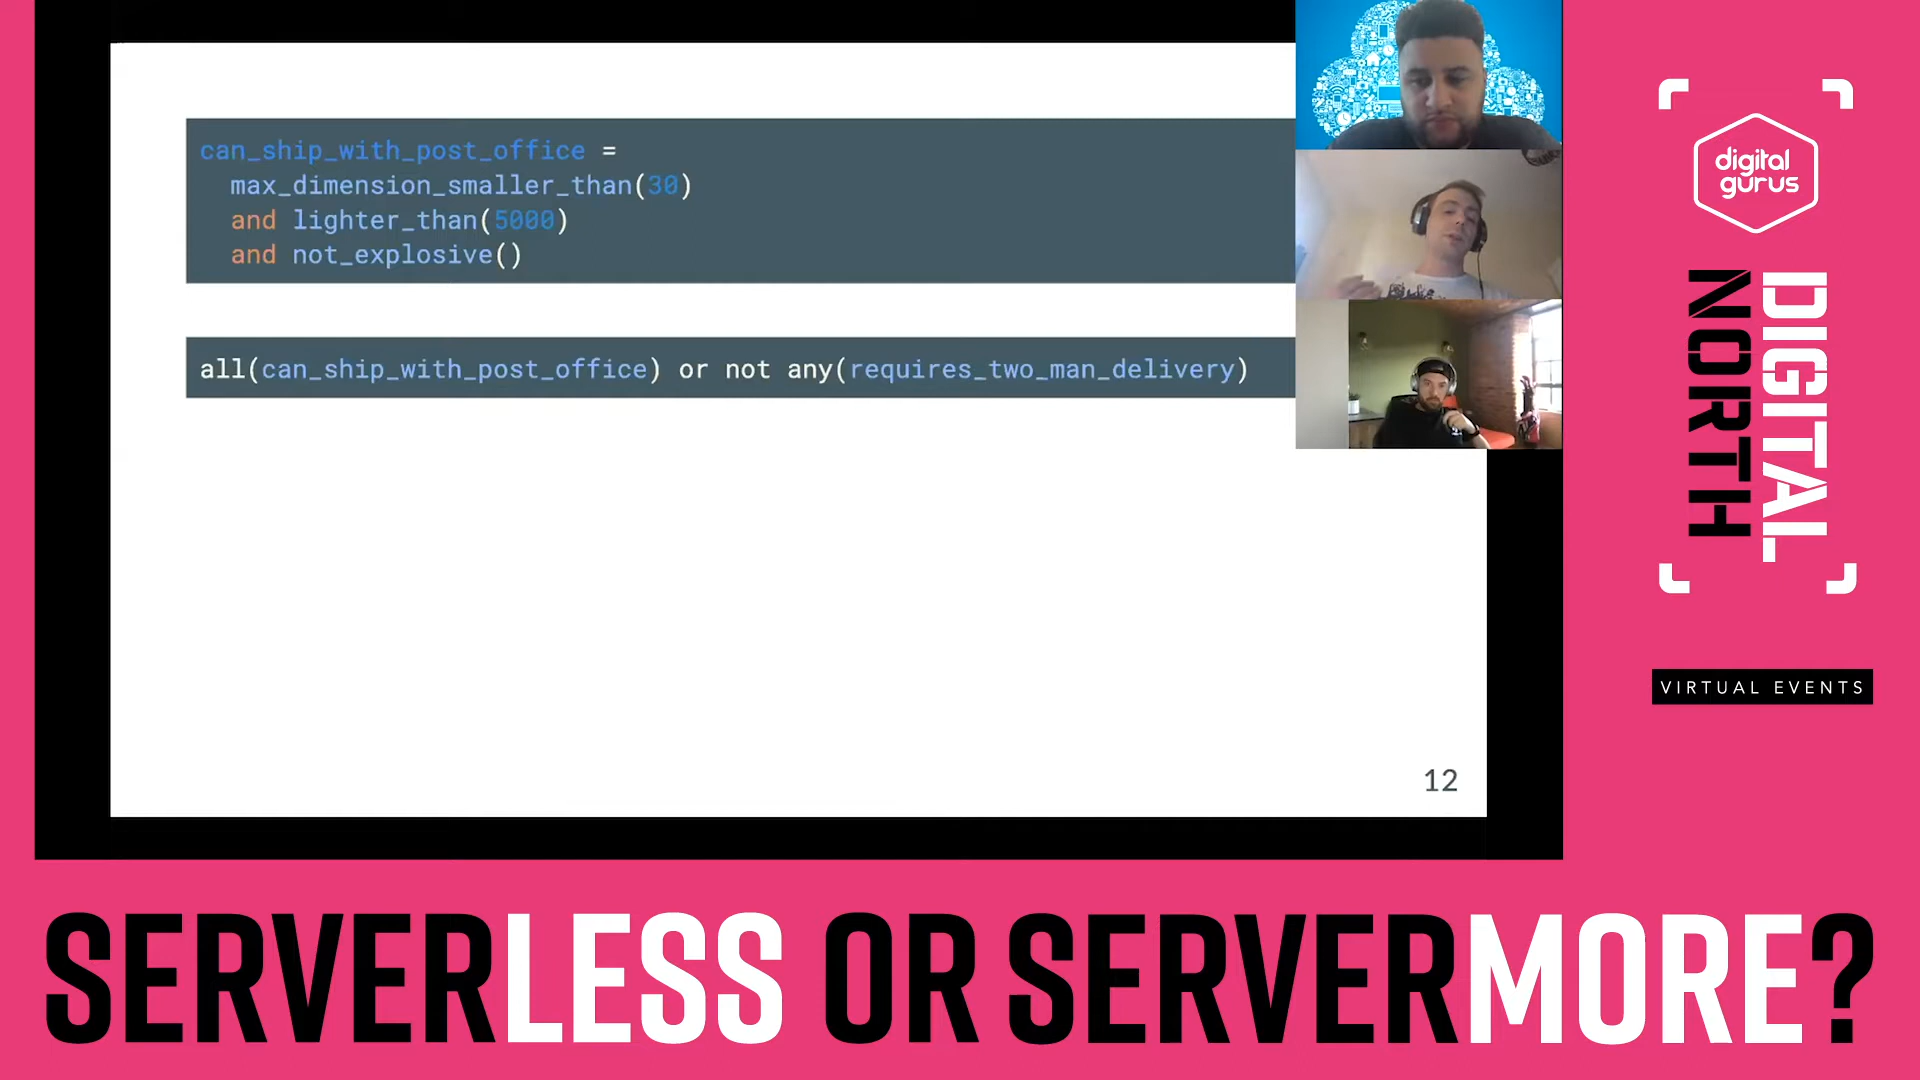 can_ship_with_post_office =
max_dimension_smaller_than(30)
and lighter_than(5000)
and not_explosive()
all(can_ship_with_post_office) or not any(requires_two_man_delivery)
12
digital
gurus
DIGITAL
NORTH
VIRTUAL EVENTS
SERVERLESS OR SERVERMORE?